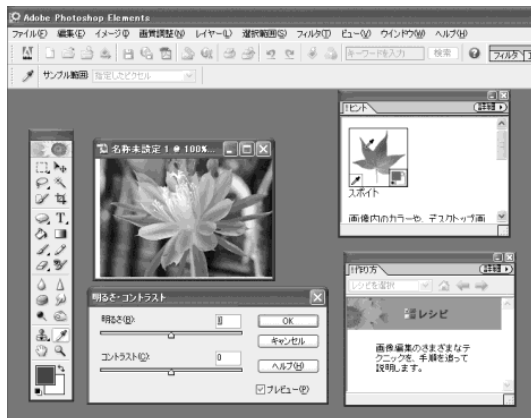 Adobe Photoshop Elements
ファイル(F) 編集(E) イメージ(I) 画質調整(N) レイヤー(L) 選択範囲(S) フィルタ(T) ビュー(V) ウインドウ(W) ヘルプ(H)
キーワードを入力 検索 フィルタ
サンプル範囲 指定したピクセル
名称未設定 1 @ 100%...
ヒント 詳細
スポイト
画像内のカラーや、デスクトップ画
明るさ・コントラスト
明るさ(B): 0
コントラスト(C): 0
OK
キャンセル
ヘルプ(H)
プレビュー(P)
作り方 詳細
レシピを選択
レシピ
画像編集のさまざまなテ
クニックを、手順を追って
説明します。